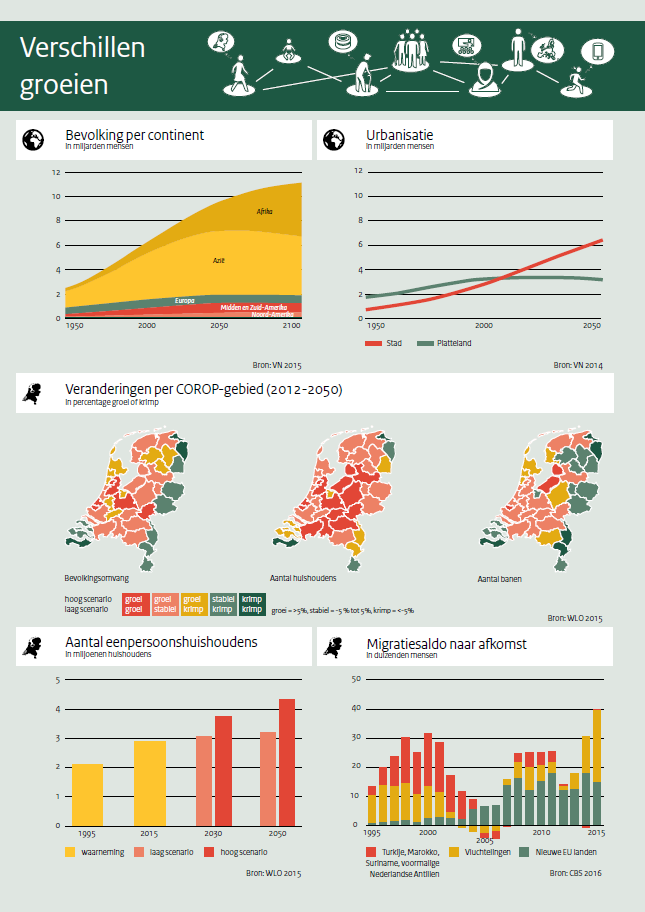 Verschillen
groeien
Bevolking per continent
In miljarden mensen
12
10
8
6
4
2
0
Afrika
Azië
Europa
Midden en Zuid-Amerika
Noord-Amerika
1950
2000
2050
2100
Bron: VN 2015
Urbanisatie
In miljarden mensen
12
10
8
6
4
2
0
1950
2000
2050
Stad
Platteland
Bron: VN 2014
Veranderingen per COROP-gebied (2012-2050)
In percentage groei of krimp
Bevolkingsomvang
Aantal huishoudens
Aantal banen
hoog scenario groei groei groei stabiel krimp
laag scenario groei stabiel krimp krimp krimp
groei = >5%, stabiel = -5 % tot 5%, krimp = <-5%
Bron: WLO 2015
Aantal eenpersoonshuishoudens
In miljoenen huishoudens
5
4
3
2
1
0
1995
2015
2030
2050
waarneming
laag scenario
hoog scenario
Bron: WLO 2015
Migratiesaldo naar afkomst
In duizenden mensen
50
40
30
20
10
0
1995
2000
2005
2010
2015
Turkije, Marokko,
Suriname, voormalige
Nederlandse Antillen
Vluchtelingen
Nieuwe EU landen
Bron: CBS 2016